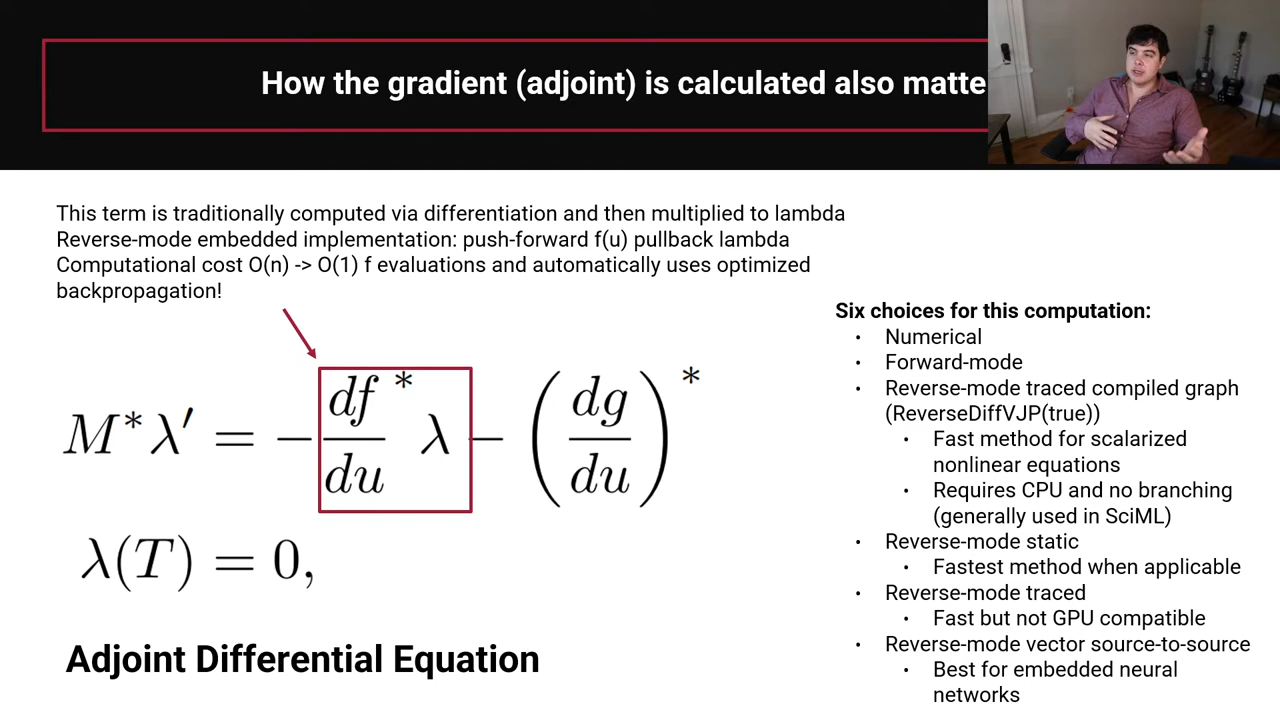 How the gradient (adjoint) is calculated also matte
This term is traditionally computed via differentiation and then multiplied to lambda
Reverse-mode embedded implementation: push-forward f(u) pullback lambda
Computational cost O(n) -> O(1) f evaluations and automatically uses optimized
backpropagation!
M*λ′ = −df/du* λ − (dg/du)*
λ(T) = 0,
Adjoint Differential Equation
Six choices for this computation:
• Numerical
• Forward-mode
• Reverse-mode traced compiled graph
(ReverseDiffVJP(true))
• Fast method for scalarized
nonlinear equations
• Requires CPU and no branching
(generally used in SciML)
• Reverse-mode static
• Fastest method when applicable
• Reverse-mode traced
• Fast but not GPU compatible
• Reverse-mode vector source-to-source
• Best for embedded neural
networks